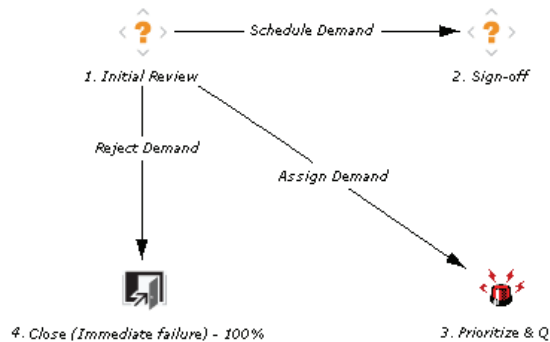 Schedule Demand
1. Initial Review
2. Sign-off
Reject Demand
Assign Demand
4. Close (Immediate failure) - 100%
3. Prioritize & Q